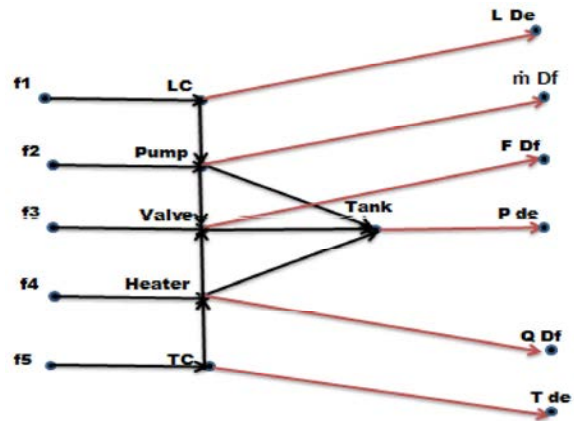 L De
f1
LC
ṁ Df
f2
Pump
F Df
f3
Valve
Tank
P de
f4
Heater
Q Df
f5
TC
T de